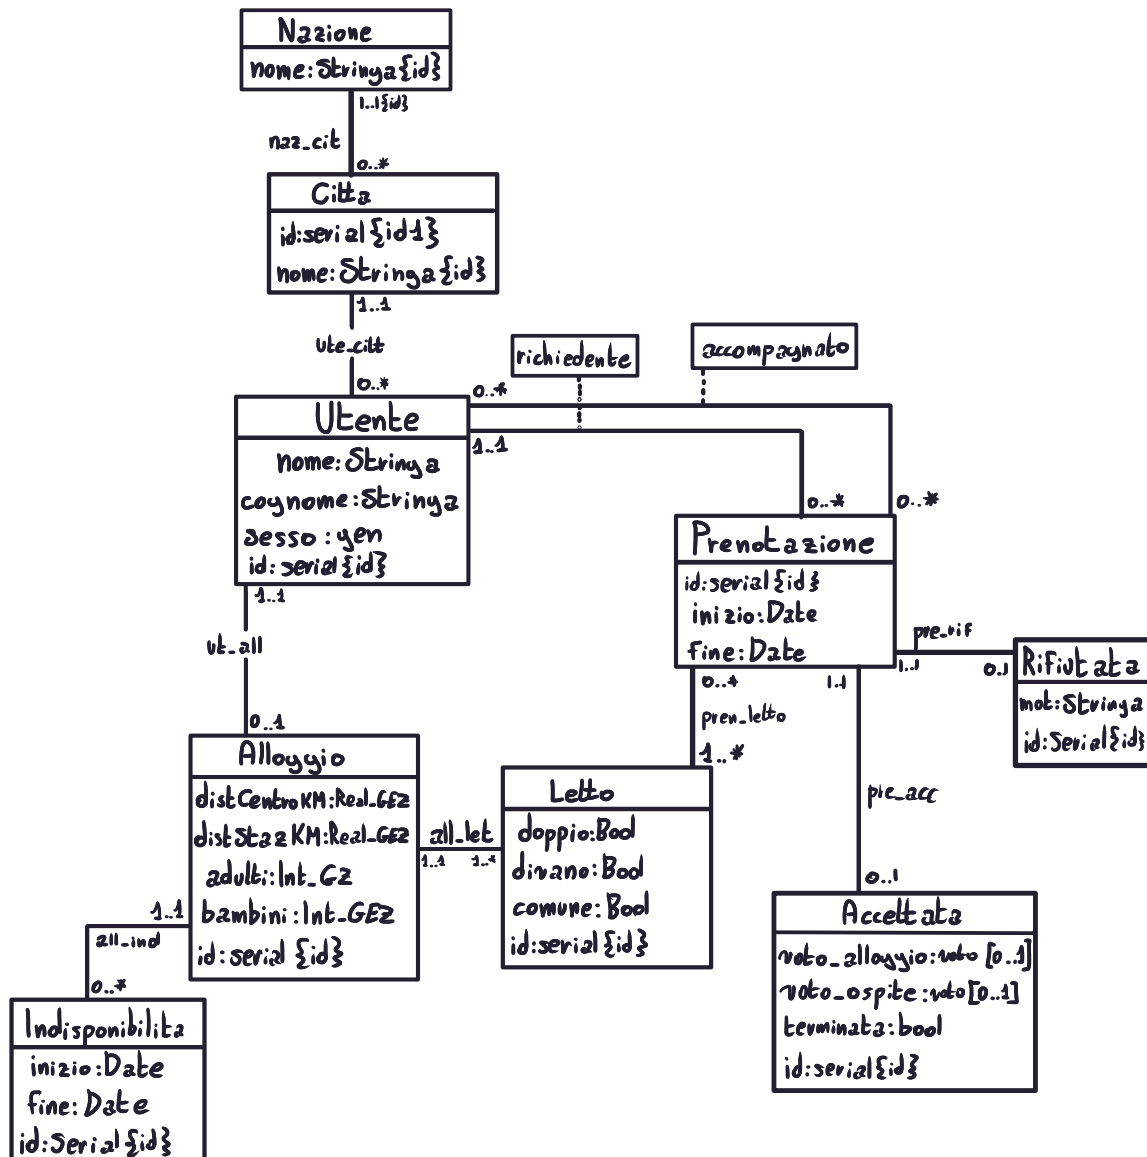 Nazione
nome:Stringa{id}
1..1{id}
naz_cit
0..*
Citta
id:serial{id1}
nome:Stringa{id}
1..1
ute_citt
0..*
richiedente
accompagnato
Utente
nome:Stringa
cognome:Stringa
sesso:gen
id:serial{id}
0..*
1..1
0..*
0..*
Prenotazione
id:serial{id}
inizio:Date
fine:Date
1..1
ut_all
0..1
pre_rif
1..1
0..1
Rifiutata
mot:Stringa
id:Serial{id}
0..*
pren_letto
1..*
1..1
pre_acc
0..1
Alloggio
distCentroKM:Real_GEZ
distStazKM:Real_GEZ
adulti:Int_GZ
bambini:Int_GEZ
id:serial{id}
all_let
1..1
1..*
Letto
doppio:Bool
divano:Bool
comune:Bool
id:serial{id}
Accettata
voto_alloggio:voto[0..1]
voto_ospite:voto[0..1]
terminata:bool
id:serial{id}
1..1
all_ind
0..*
Indisponibilita
inizio:Date
fine:Date
id:Serial{id}